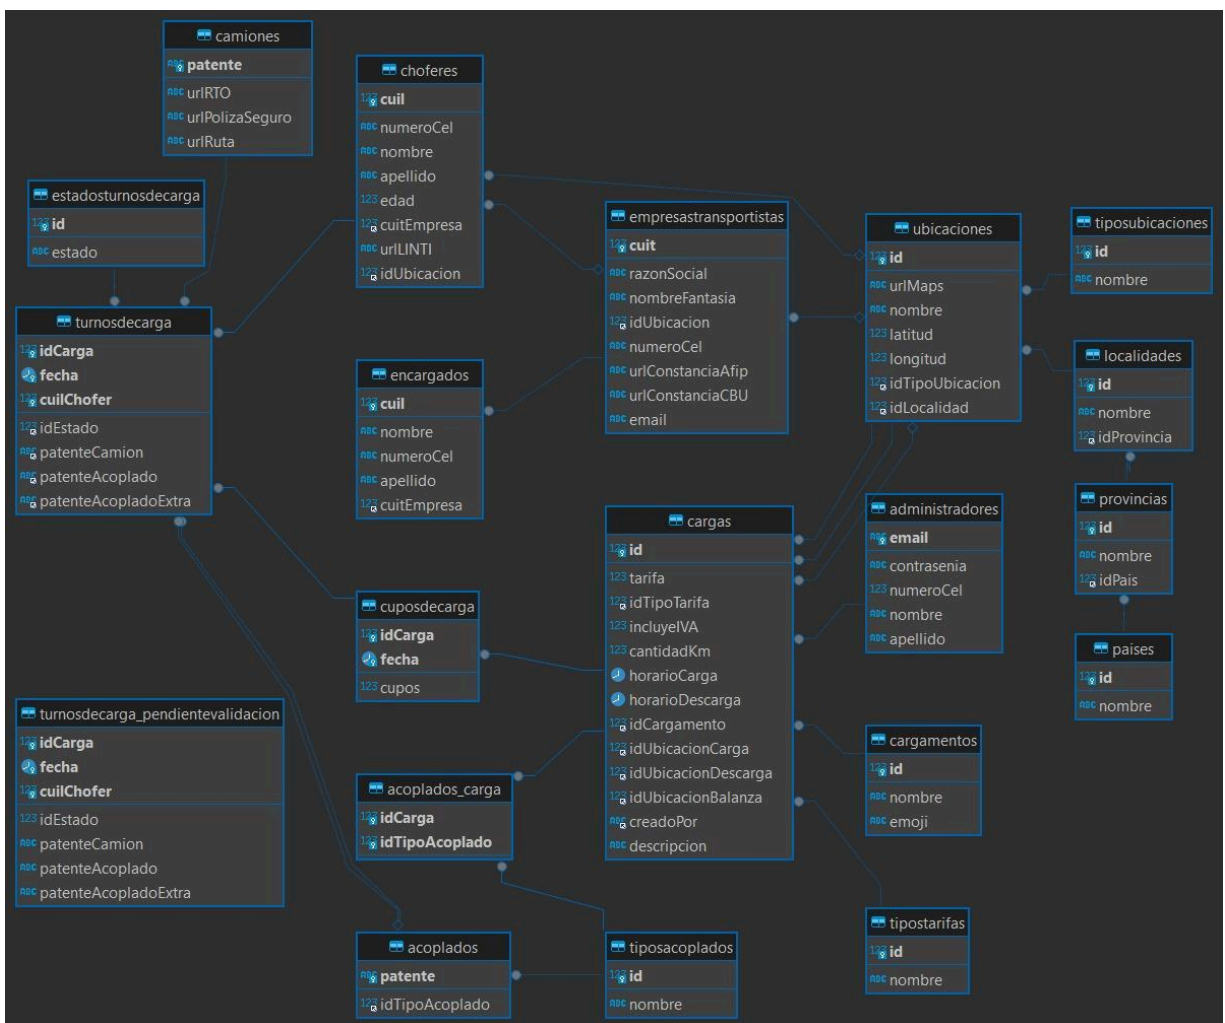 camiones
patente
urlRTO
urlPolizaSeguro
urlRuta
choferes
cuil
numeroCel
nombre
apellido
edad
cuitEmpresa
urlLINTI
idUbicacion
estadosturnosdecarga
id
estado
empresastransportistas
cuit
razonSocial
nombreFantasia
idUbicacion
numeroCel
urlConstanciaAfip
urlConstanciaCBU
email
ubicaciones
id
urlMaps
nombre
latitud
longitud
idTipoUbicacion
idLocalidad
tiposubicaciones
id
nombre
turnosdecarga
idCarga
fecha
cuilChofer
idEstado
patenteCamion
patenteAcoplado
patenteAcopladoExtra
encargados
cuil
nombre
numeroCel
apellido
cuitEmpresa
localidades
id
nombre
idProvincia
provincias
id
nombre
idPais
paises
id
nombre
administradores
email
contrasenia
numeroCel
nombre
apellido
cargas
id
tarifa
idTipoTarifa
incluyeIVA
cantidadKm
horarioCarga
horarioDescarga
idCargamento
idUbicacionCarga
idUbicacionDescarga
idUbicacionBalanza
creadoPor
descripcion
cuposdecarga
idCarga
fecha
cupos
turnosdecarga_pendientevalidacion
idCarga
fecha
cuilChofer
idEstado
patenteCamion
patenteAcoplado
patenteAcopladoExtra
acoplados_carga
idCarga
idTipoAcoplado
cargamentos
id
nombre
emoji
acoplados
patente
idTipoAcoplado
tiposacoplados
id
nombre
tipostarifas
id
nombre